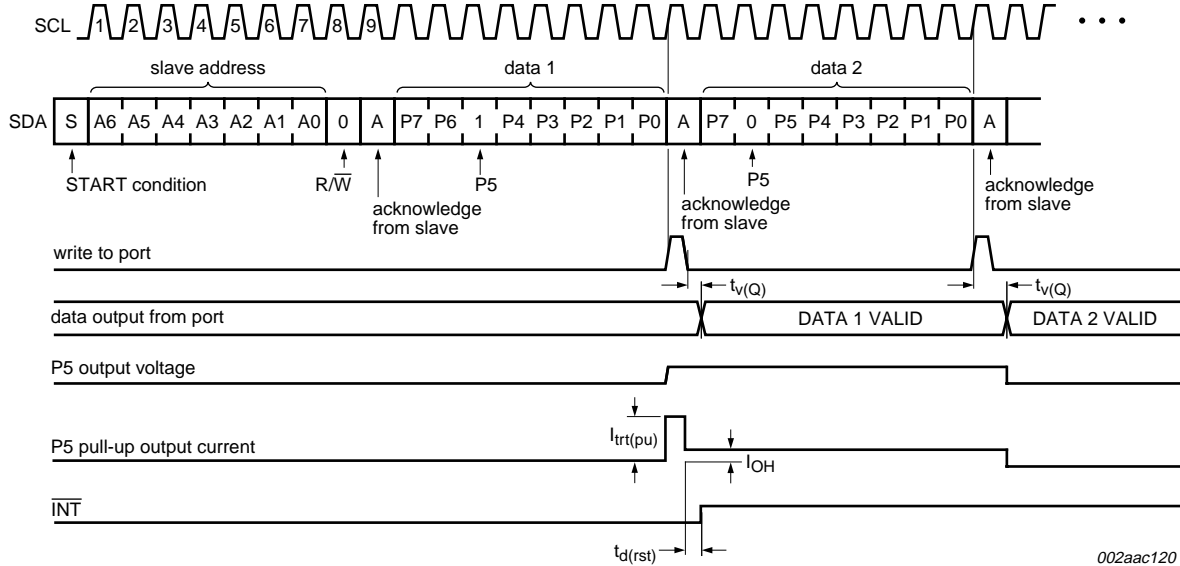 SCL 1 2 3 4 5 6 7 8 9 • • •
slave address data 1 data 2
SDA S A6 A5 A4 A3 A2 A1 A0 0 A P7 P6 1 P4 P3 P2 P1 P0 A P7 0 P5 P4 P3 P2 P1 P0 A
START condition R/W̅ P5 P5
acknowledge
from slave
acknowledge
from slave
acknowledge
from slave
write to port
tv(Q) tv(Q)
data output from port DATA 1 VALID DATA 2 VALID
P5 output voltage
Itrt(pu)
P5 pull-up output current
IOH
I̅N̅T̅
td(rst)
002aac120